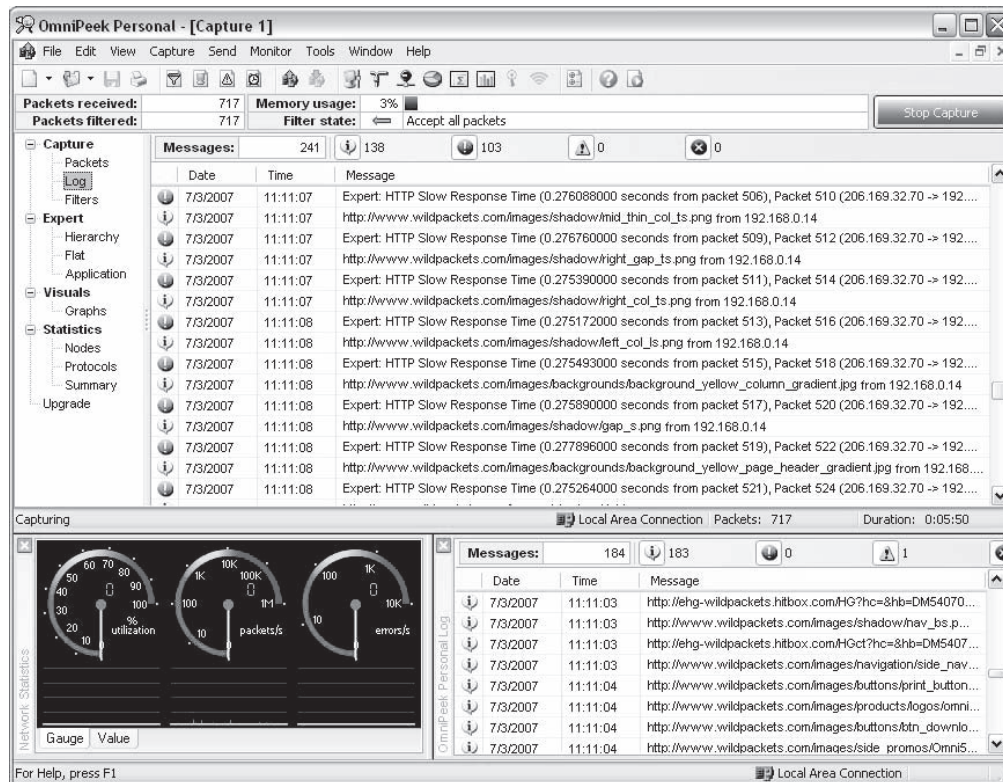 OmniPeek Personal - [Capture 1]
File Edit View Capture Send Monitor Tools Window Help
Packets received: 717 Memory usage: 3%
Packets filtered: 717 Filter state: Accept all packets
Stop Capture
Capture
Packets
Log
Filters
Expert
Hierarchy
Flat
Application
Visuals
Graphs
Statistics
Nodes
Protocols
Summary
Upgrade
Messages: 241 138 103 0 0
Date Time Message
7/3/2007 11:11:07 Expert: HTTP Slow Response Time (0.276088000 seconds from packet 506), Packet 510 (206.169.32.70 -> 192....
7/3/2007 11:11:07 http://www.wildpackets.com/images/shadow/mid_thin_col_ts.png from 192.168.0.14
7/3/2007 11:11:07 Expert: HTTP Slow Response Time (0.276760000 seconds from packet 509), Packet 512 (206.169.32.70 -> 192....
7/3/2007 11:11:07 http://www.wildpackets.com/images/shadow/right_gap_ts.png from 192.168.0.14
7/3/2007 11:11:07 Expert: HTTP Slow Response Time (0.275390000 seconds from packet 511), Packet 514 (206.169.32.70 -> 192....
7/3/2007 11:11:07 http://www.wildpackets.com/images/shadow/right_col_ts.png from 192.168.0.14
7/3/2007 11:11:08 Expert: HTTP Slow Response Time (0.275172000 seconds from packet 513), Packet 516 (206.169.32.70 -> 192....
7/3/2007 11:11:08 http://www.wildpackets.com/images/shadow/left_col_ls.png from 192.168.0.14
7/3/2007 11:11:08 Expert: HTTP Slow Response Time (0.275493000 seconds from packet 515), Packet 518 (206.169.32.70 -> 192....
7/3/2007 11:11:08 http://www.wildpackets.com/images/backgrounds/background_yellow_column_gradient.jpg from 192.168.0.14
7/3/2007 11:11:08 Expert: HTTP Slow Response Time (0.275890000 seconds from packet 517), Packet 520 (206.169.32.70 -> 192....
7/3/2007 11:11:08 http://www.wildpackets.com/images/shadow/gap_s.png from 192.168.0.14
7/3/2007 11:11:08 Expert: HTTP Slow Response Time (0.277896000 seconds from packet 519), Packet 522 (206.169.32.70 -> 192....
7/3/2007 11:11:08 http://www.wildpackets.com/images/backgrounds/background_yellow_page_header_gradient.jpg from 192.168....
7/3/2007 11:11:08 Expert: HTTP Slow Response Time (0.275264000 seconds from packet 521), Packet 524 (206.169.32.70 -> 192....
Capturing Local Area Connection Packets: 717 Duration: 0:05:50
Network Statistics
10 20 30 40 50 60 70 80 90 100 0 % utilization
10 100 1K 10K 100K 1M 0 packets/s
10 100 1K 10K 0 errors/s
Gauge Value
OmniPeek Personal Log
Messages: 184 183 0 1
Date Time Message
7/3/2007 11:11:03 http://ehg-wildpackets.hitbox.com/HG?hc=&hb=DM54070...
7/3/2007 11:11:03 http://www.wildpackets.com/images/shadow/nav_bs.p...
7/3/2007 11:11:03 http://ehg-wildpackets.hitbox.com/HGct?hc=&hb=DM5407...
7/3/2007 11:11:03 http://www.wildpackets.com/images/navigation/side_nav...
7/3/2007 11:11:04 http://www.wildpackets.com/images/buttons/print_button...
7/3/2007 11:11:04 http://www.wildpackets.com/images/products/logos/omni...
7/3/2007 11:11:04 http://www.wildpackets.com/images/buttons/btn_downlo...
7/3/2007 11:11:04 http://www.wildpackets.com/images/side_promos/Omni5...
For Help, press F1 Local Area Connection